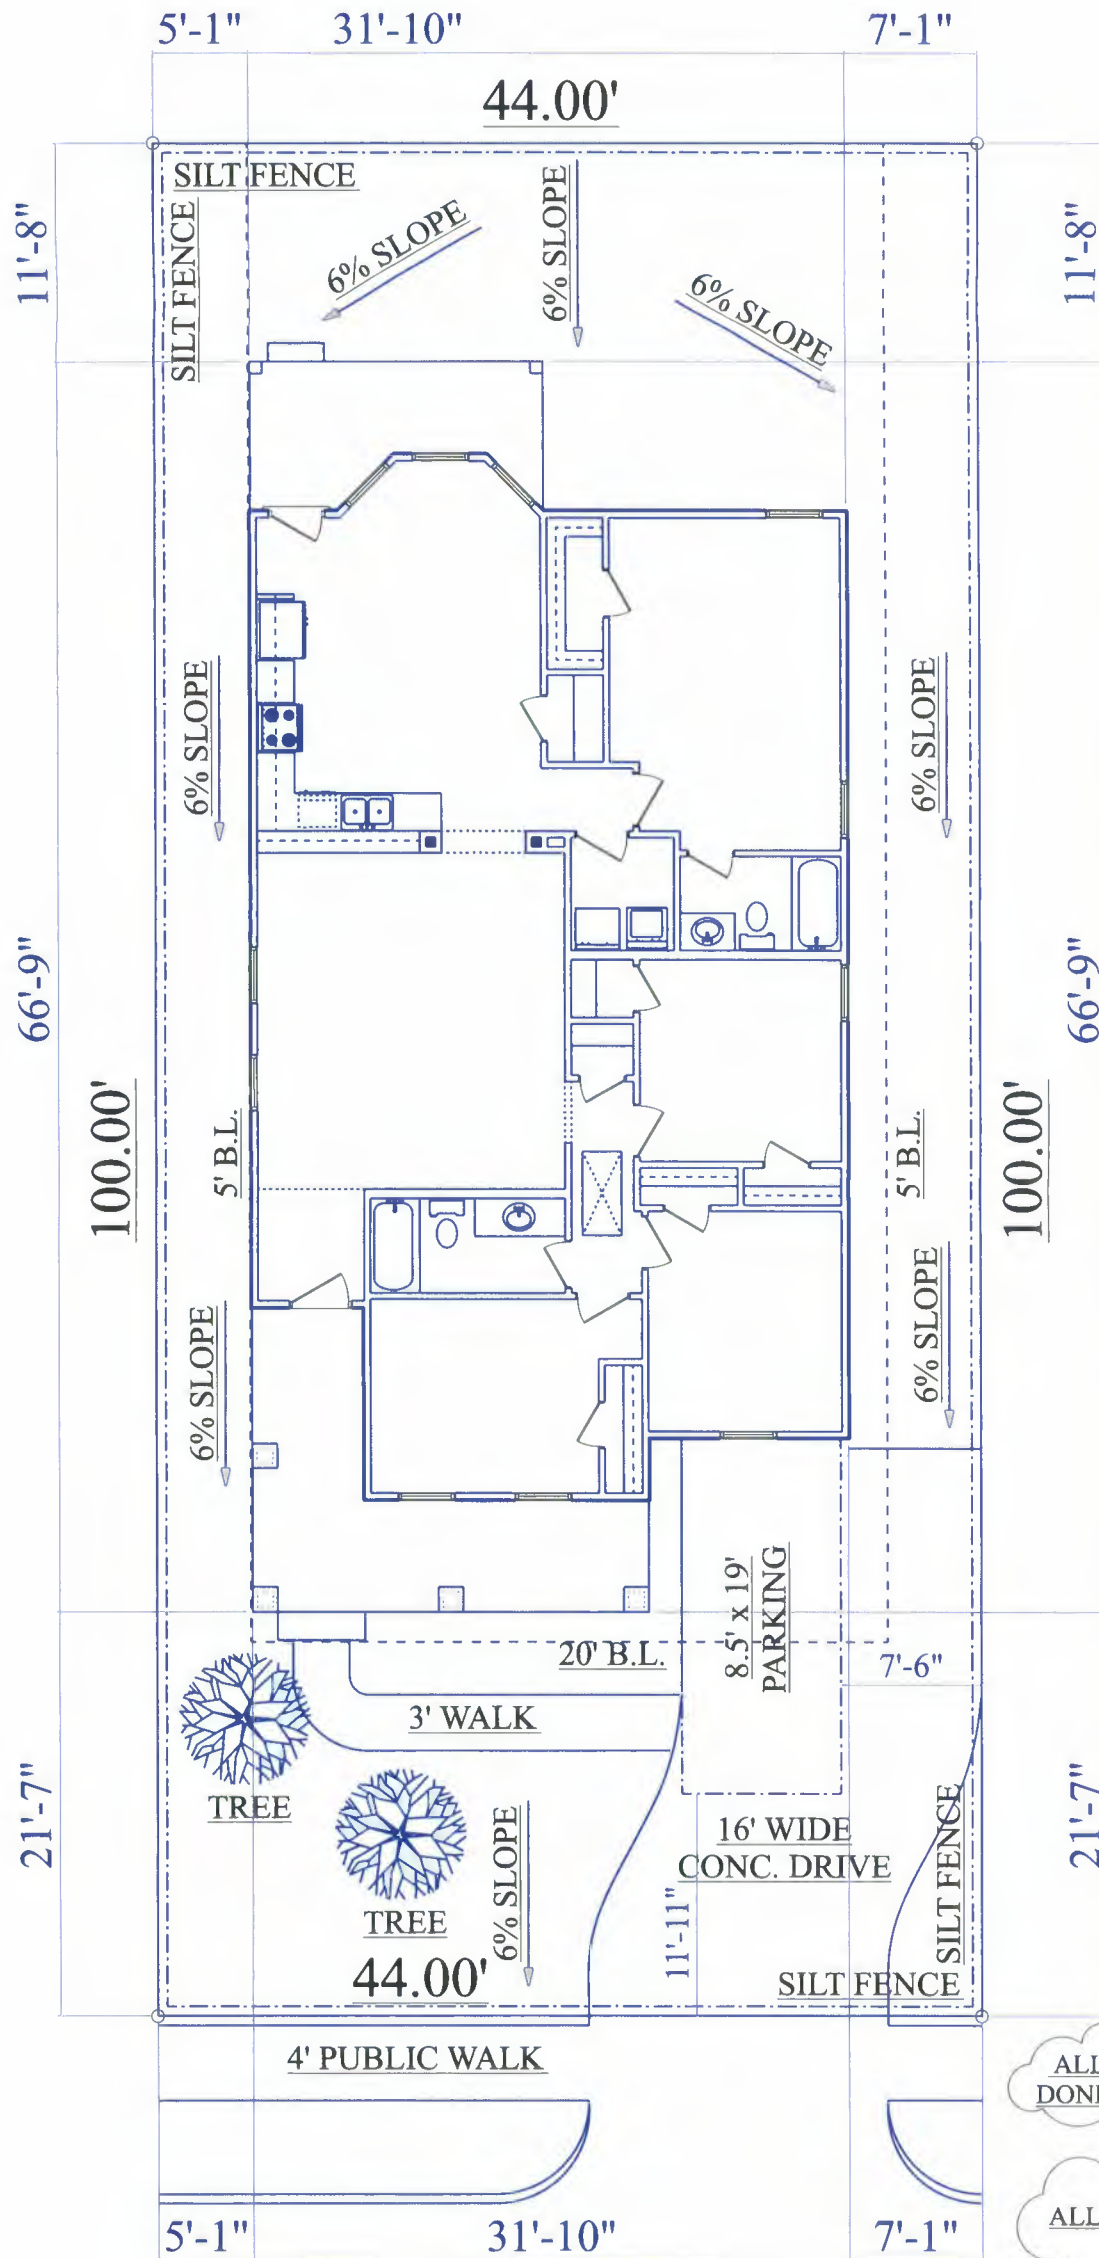 5'-1" 31'-10" 7'-1"
44.00'
SILT FENCE
SILT FENCE
6% SLOPE
6% SLOPE
6% SLOPE
11'-8"
11'-8"
6% SLOPE
6% SLOPE
66'-9"
66'-9"
100.00'
5' B.L.
5' B.L.
100.00'
6% SLOPE
6% SLOPE
8.5' x 19'
PARKING
20' B.L.
7'-6"
3' WALK
TREE
21'-7"
21'-7"
16' WIDE
CONC. DRIVE
SILT FENCE
TREE
6% SLOPE
11'-11"
44.00'
SILT FENCE
4' PUBLIC WALK
ALL
5'-1" 31'-10" 7'-1"